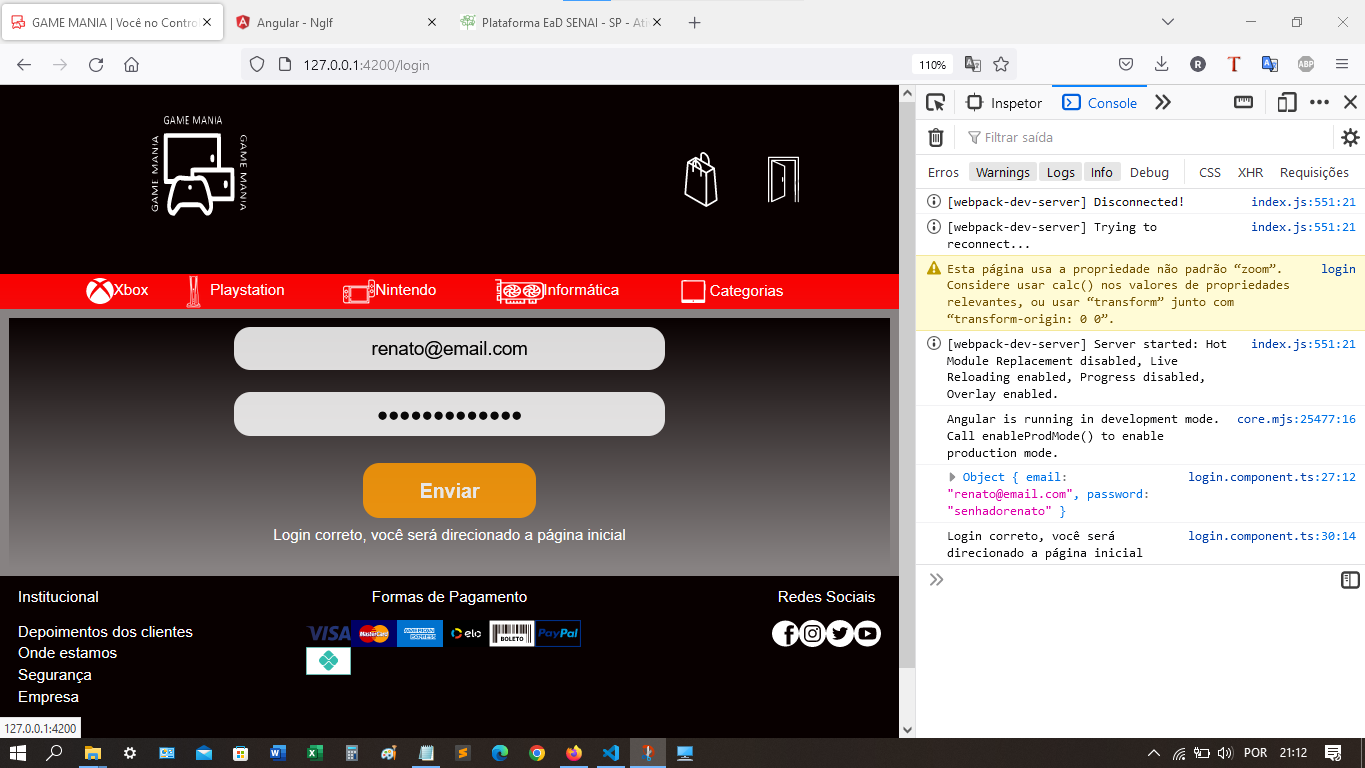 GAME MANIA | Você no Contro
Angular - NgIf
Plataforma EaD SENAI - SP - Ati
127.0.0.1:4200/login
110%
R
T
ABP
GAME MANIA
GAME MANIA
GAME MANIA
Xbox
Playstation
Nintendo
Informática
Categorias
renato@email.com
Enviar
Login correto, você será direcionado a página inicial
Institucional
Depoimentos dos clientes
Onde estamos
Segurança
Empresa
Formas de Pagamento
VISA
MasterCard
AMERICAN EXPRESS
elo
BOLETO
PayPal
Redes Sociais
127.0.0.1:4200
Inspetor
Console
Filtrar saída
Erros
Warnings
Logs
Info
Debug
CSS
XHR
Requisições
[webpack-dev-server] Disconnected! index.js:551:21
[webpack-dev-server] Trying to index.js:551:21
reconnect...
Esta página usa a propriedade não padrão “zoom”. login
Considere usar calc() nos valores de propriedades
relevantes, ou usar “transform” junto com
“transform-origin: 0 0”.
[webpack-dev-server] Server started: Hot index.js:551:21
Module Replacement disabled, Live
Reloading enabled, Progress disabled,
Overlay enabled.
Angular is running in development mode. core.mjs:25477:16
Call enableProdMode() to enable
production mode.
Object { email: login.component.ts:27:12
"renato@email.com", password:
"senhadorenato" }
Login correto, você será login.component.ts:30:14
direcionado a página inicial
POR
21:12